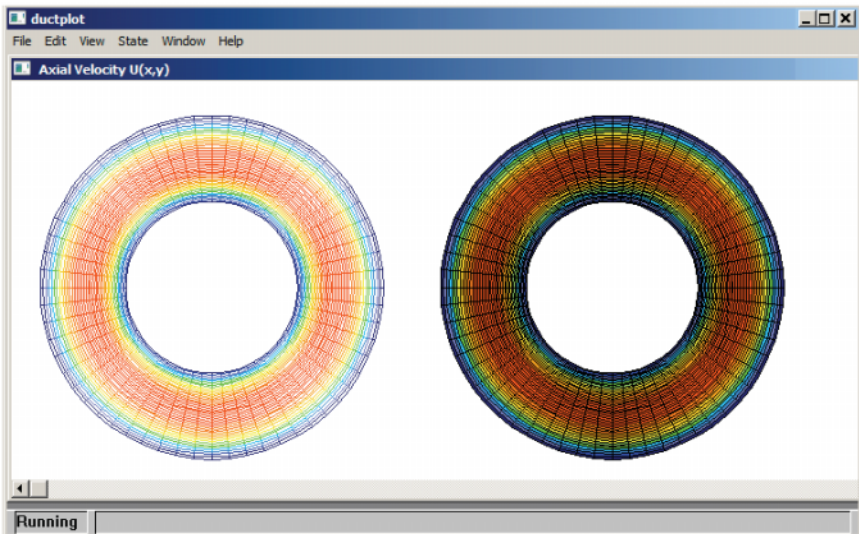 ductplot
File Edit View State Window Help
Axial Velocity U(x,y)
Running